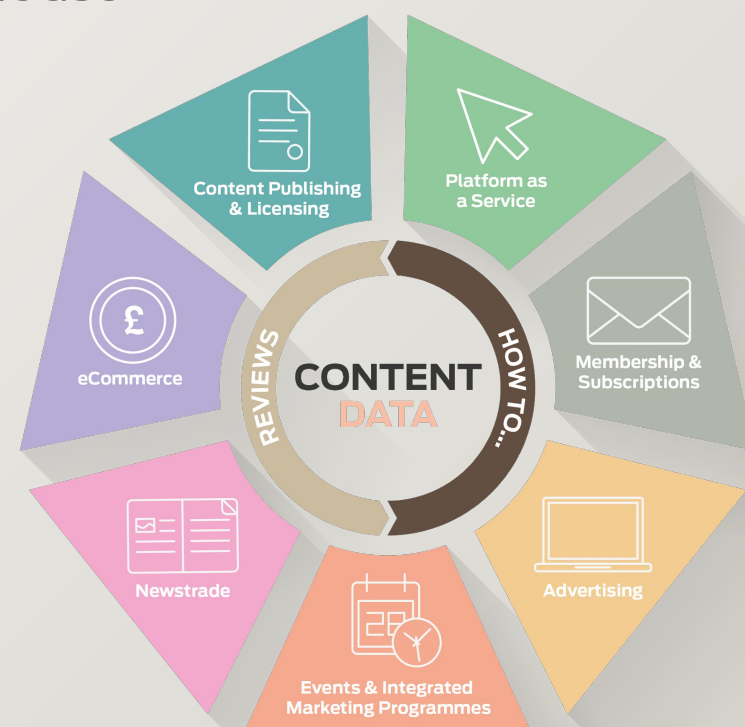 Content Publishing
& Licensing
Platform as
a Service
£
eCommerce
Membership &
Subscriptions
REVIEWS
CONTENT
DATA
HOW TO...
Newstrade
Advertising
28
Events & Integrated
Marketing Programmes